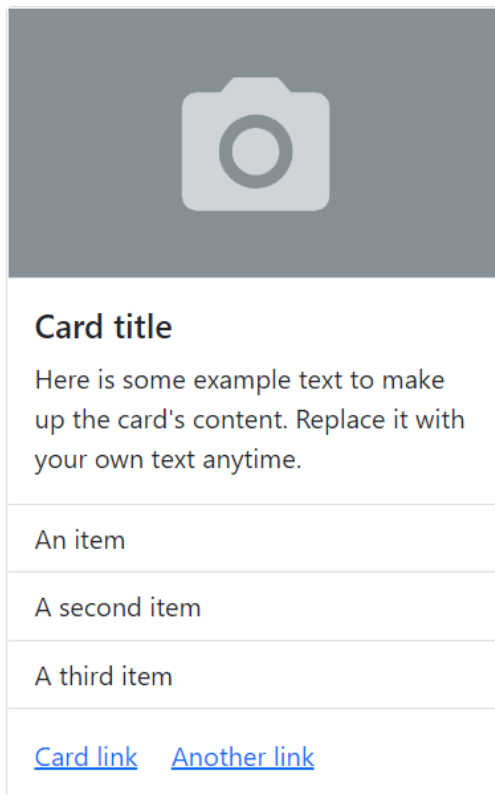 Card title
Here is some example text to make
up the card's content. Replace it with
your own text anytime.
An item
A second item
A third item
Card link Another link